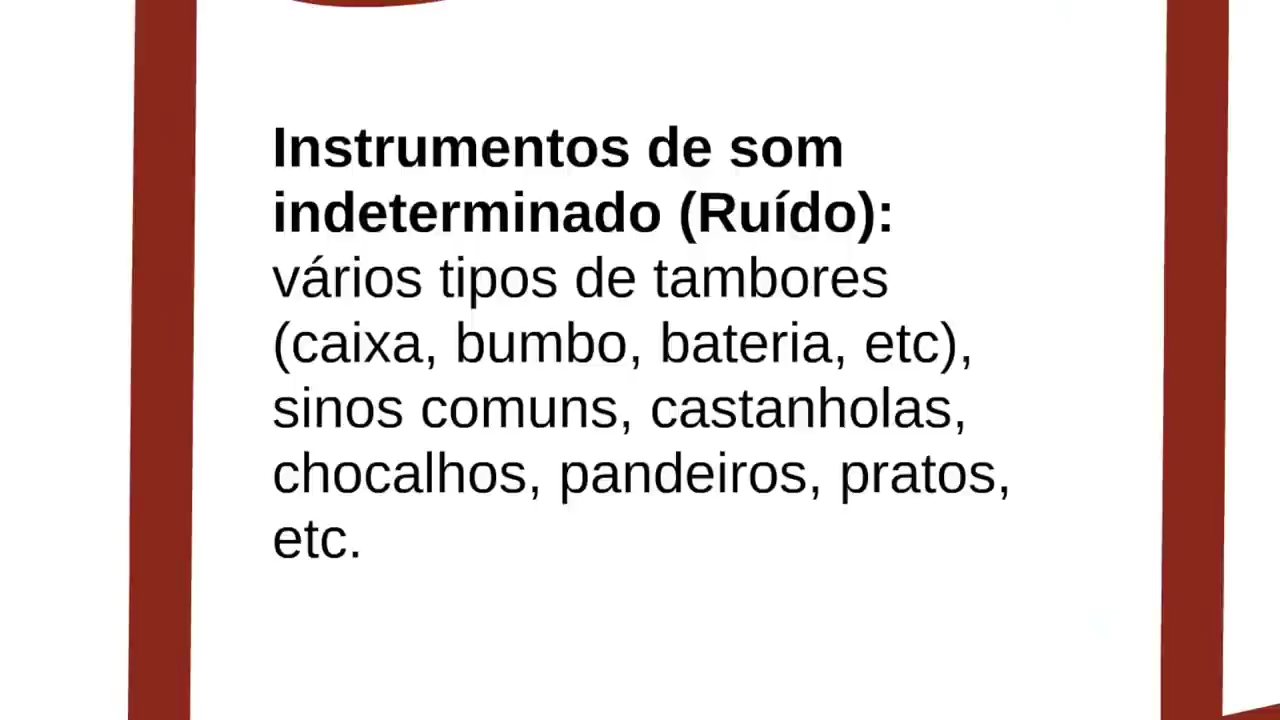 Instrumentos de som
indeterminado (Ruído):
vários tipos de tambores
(caixa, bumbo, bateria, etc),
sinos comuns, castanholas,
chocalhos, pandeiros, pratos,
etc.